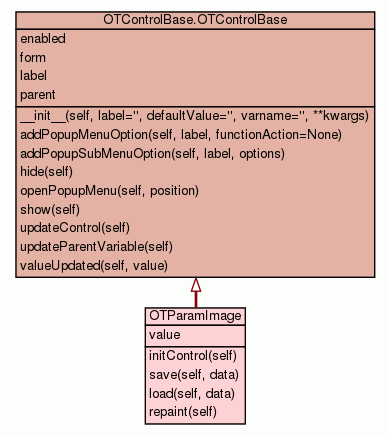 OTControlBase.OTControlBase
enabled
form
label
parent
__init__(self, label='', defaultValue='', varname='', **kwargs)
addPopupMenuOption(self, label, functionAction=None)
addPopupSubMenuOption(self, label, options)
hide(self)
openPopupMenu(self, position)
show(self)
updateControl(self)
updateParentVariable(self)
valueUpdated(self, value)
OTParamImage
value
initControl(self)
save(self, data)
load(self, data)
repaint(self)